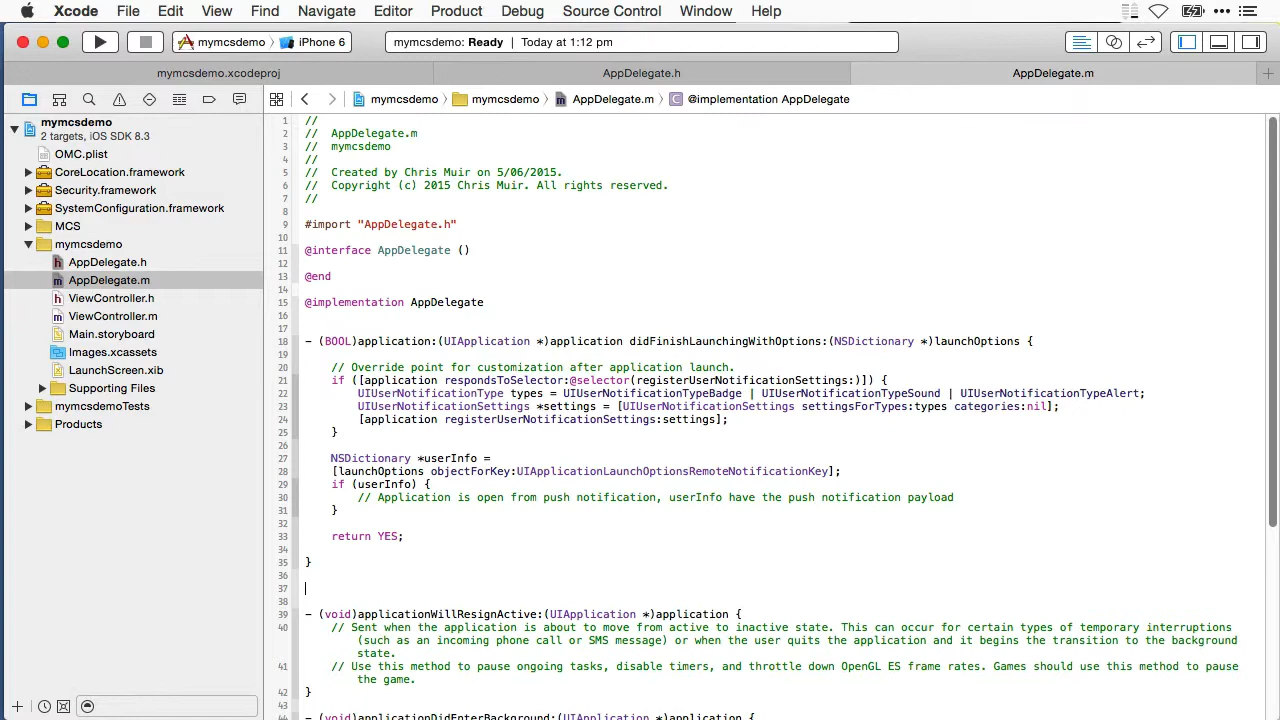 Xcode File Edit View Find Navigate Editor Product Debug Source Control Window Help
mymcsdemo iPhone 6 mymcsdemo: Ready | Today at 1:12 pm
mymcsdemo.xcodeproj AppDelegate.h AppDelegate.m
mymcsdemo mymcsdemo AppDelegate.m @implementation AppDelegate
mymcsdemo
2 targets, iOS SDK 8.3
OMC.plist
CoreLocation.framework
Security.framework
SystemConfiguration.framework
MCS
mymcsdemo
AppDelegate.h
AppDelegate.m
ViewController.h
ViewController.m
Main.storyboard
Images.xcassets
LaunchScreen.xib
Supporting Files
mymcsdemoTests
Products
1 //
2 // AppDelegate.m
3 // mymcsdemo
4 //
5 // Created by Chris Muir on 5/06/2015.
6 // Copyright (c) 2015 Chris Muir. All rights reserved.
7 //
8
9 #import "AppDelegate.h"
10
11 @interface AppDelegate ()
12
13 @end
14
15 @implementation AppDelegate
16
17
18 - (BOOL)application:(UIApplication *)application didFinishLaunchingWithOptions:(NSDictionary *)launchOptions {
19
20 // Override point for customization after application launch.
21 if ([application respondsToSelector:@selector(registerUserNotificationSettings:)]) {
22 UIUserNotificationType types = UIUserNotificationTypeBadge | UIUserNotificationTypeSound | UIUserNotificationTypeAlert;
23 UIUserNotificationSettings *settings = [UIUserNotificationSettings settingsForTypes:types categories:nil];
24 [application registerUserNotificationSettings:settings];
25 }
26
27 NSDictionary *userInfo =
28 [launchOptions objectForKey:UIApplicationLaunchOptionsRemoteNotificationKey];
29 if (userInfo) {
30 // Application is open from push notification, userInfo have the push notification payload
31 }
32
33 return YES;
34
35 }
36
37
38
39 - (void)applicationWillResignActive:(UIApplication *)application {
40 // Sent when the application is about to move from active to inactive state. This can occur for certain types of temporary interruptions
(such as an incoming phone call or SMS message) or when the user quits the application and it begins the transition to the background
state.
41 // Use this method to pause ongoing tasks, disable timers, and throttle down OpenGL ES frame rates. Games should use this method to pause
the game.
42 }
43
44 - (void)applicationDidEnterBackground:(UIApplication *)application {